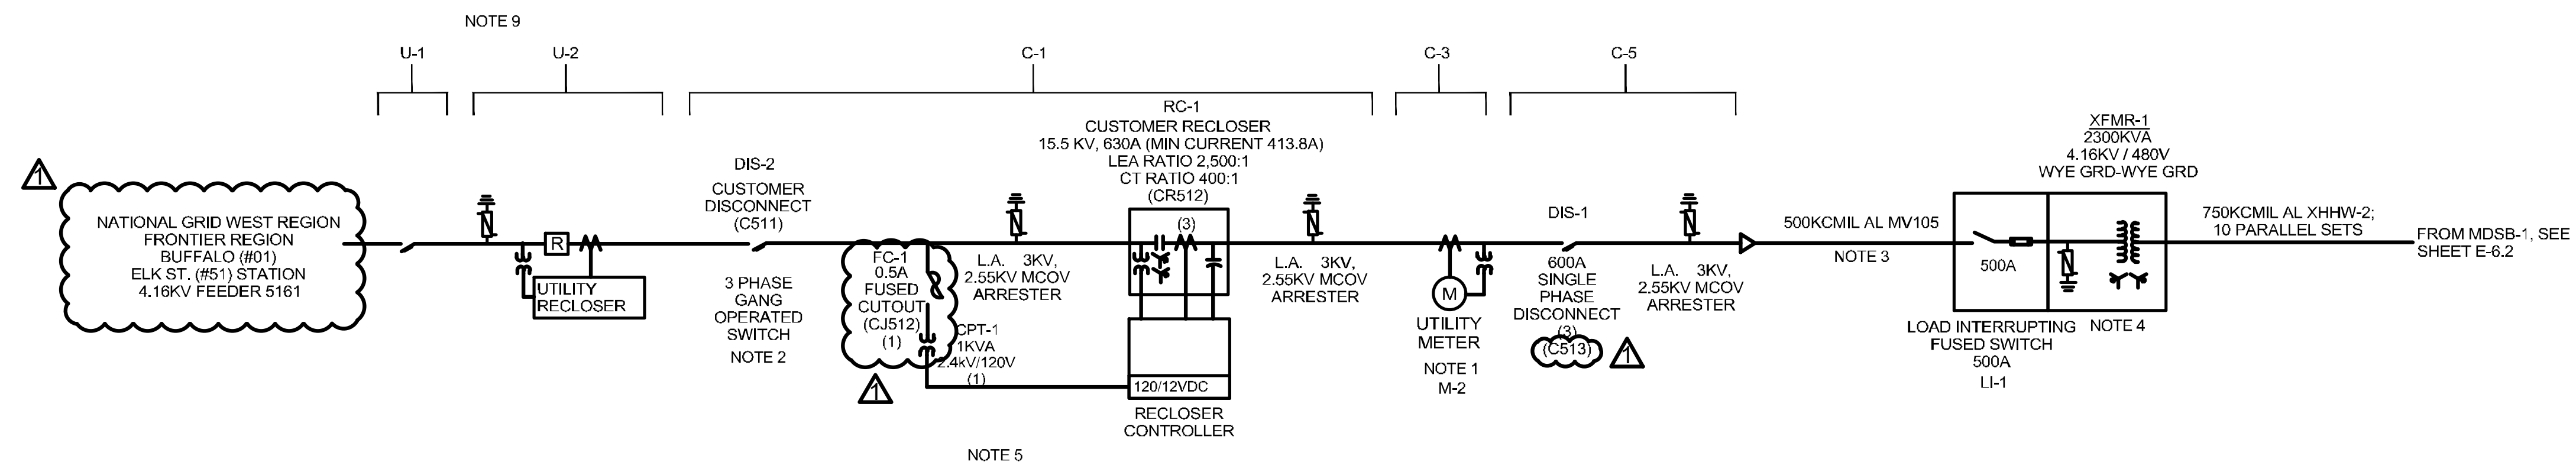 NOTE 9
U-1
U-2
C-1
C-3
C-5
1
NATIONAL GRID WEST REGION
FRONTIER REGION
BUFFALO (#01)
ELK ST. (#51) STATION
4.16KV FEEDER 5161
R
UTILITY
RECLOSER
DIS-2
CUSTOMER
DISCONNECT
(C511)
3 PHASE
GANG
OPERATED
SWITCH
NOTE 2
FC-1
0.5A
FUSED
CUTOUT
(CJ512)
(1)
1
CPT-1
1KVA
2.4kV/120V
(1)
L.A. 3KV,
2.55KV MCOV
ARRESTER
RC-1
CUSTOMER RECLOSER
15.5 KV, 630A (MIN CURRENT 413.8A)
LEA RATIO 2,500:1
CT RATIO 400:1
(CR512)
(3)
120/12VDC
RECLOSER
CONTROLLER
NOTE 5
L.A. 3KV,
2.55KV MCOV
ARRESTER
M
UTILITY
METER
NOTE 1
M-2
DIS-1
600A
SINGLE
PHASE
DISCONNECT
(3)
(C513)
1
L.A. 3KV,
2.55KV MCOV
ARRESTER
500KCMIL AL MV105
NOTE 3
XFMR-1
2300KVA
4.16KV / 480V
WYE GRD-WYE GRD
500A
LOAD INTERRUPTING
FUSED SWITCH
500A
LI-1
NOTE 4
750KCMIL AL XHHW-2;
10 PARALLEL SETS
FROM MDSB-1, SEE
SHEET E-6.2